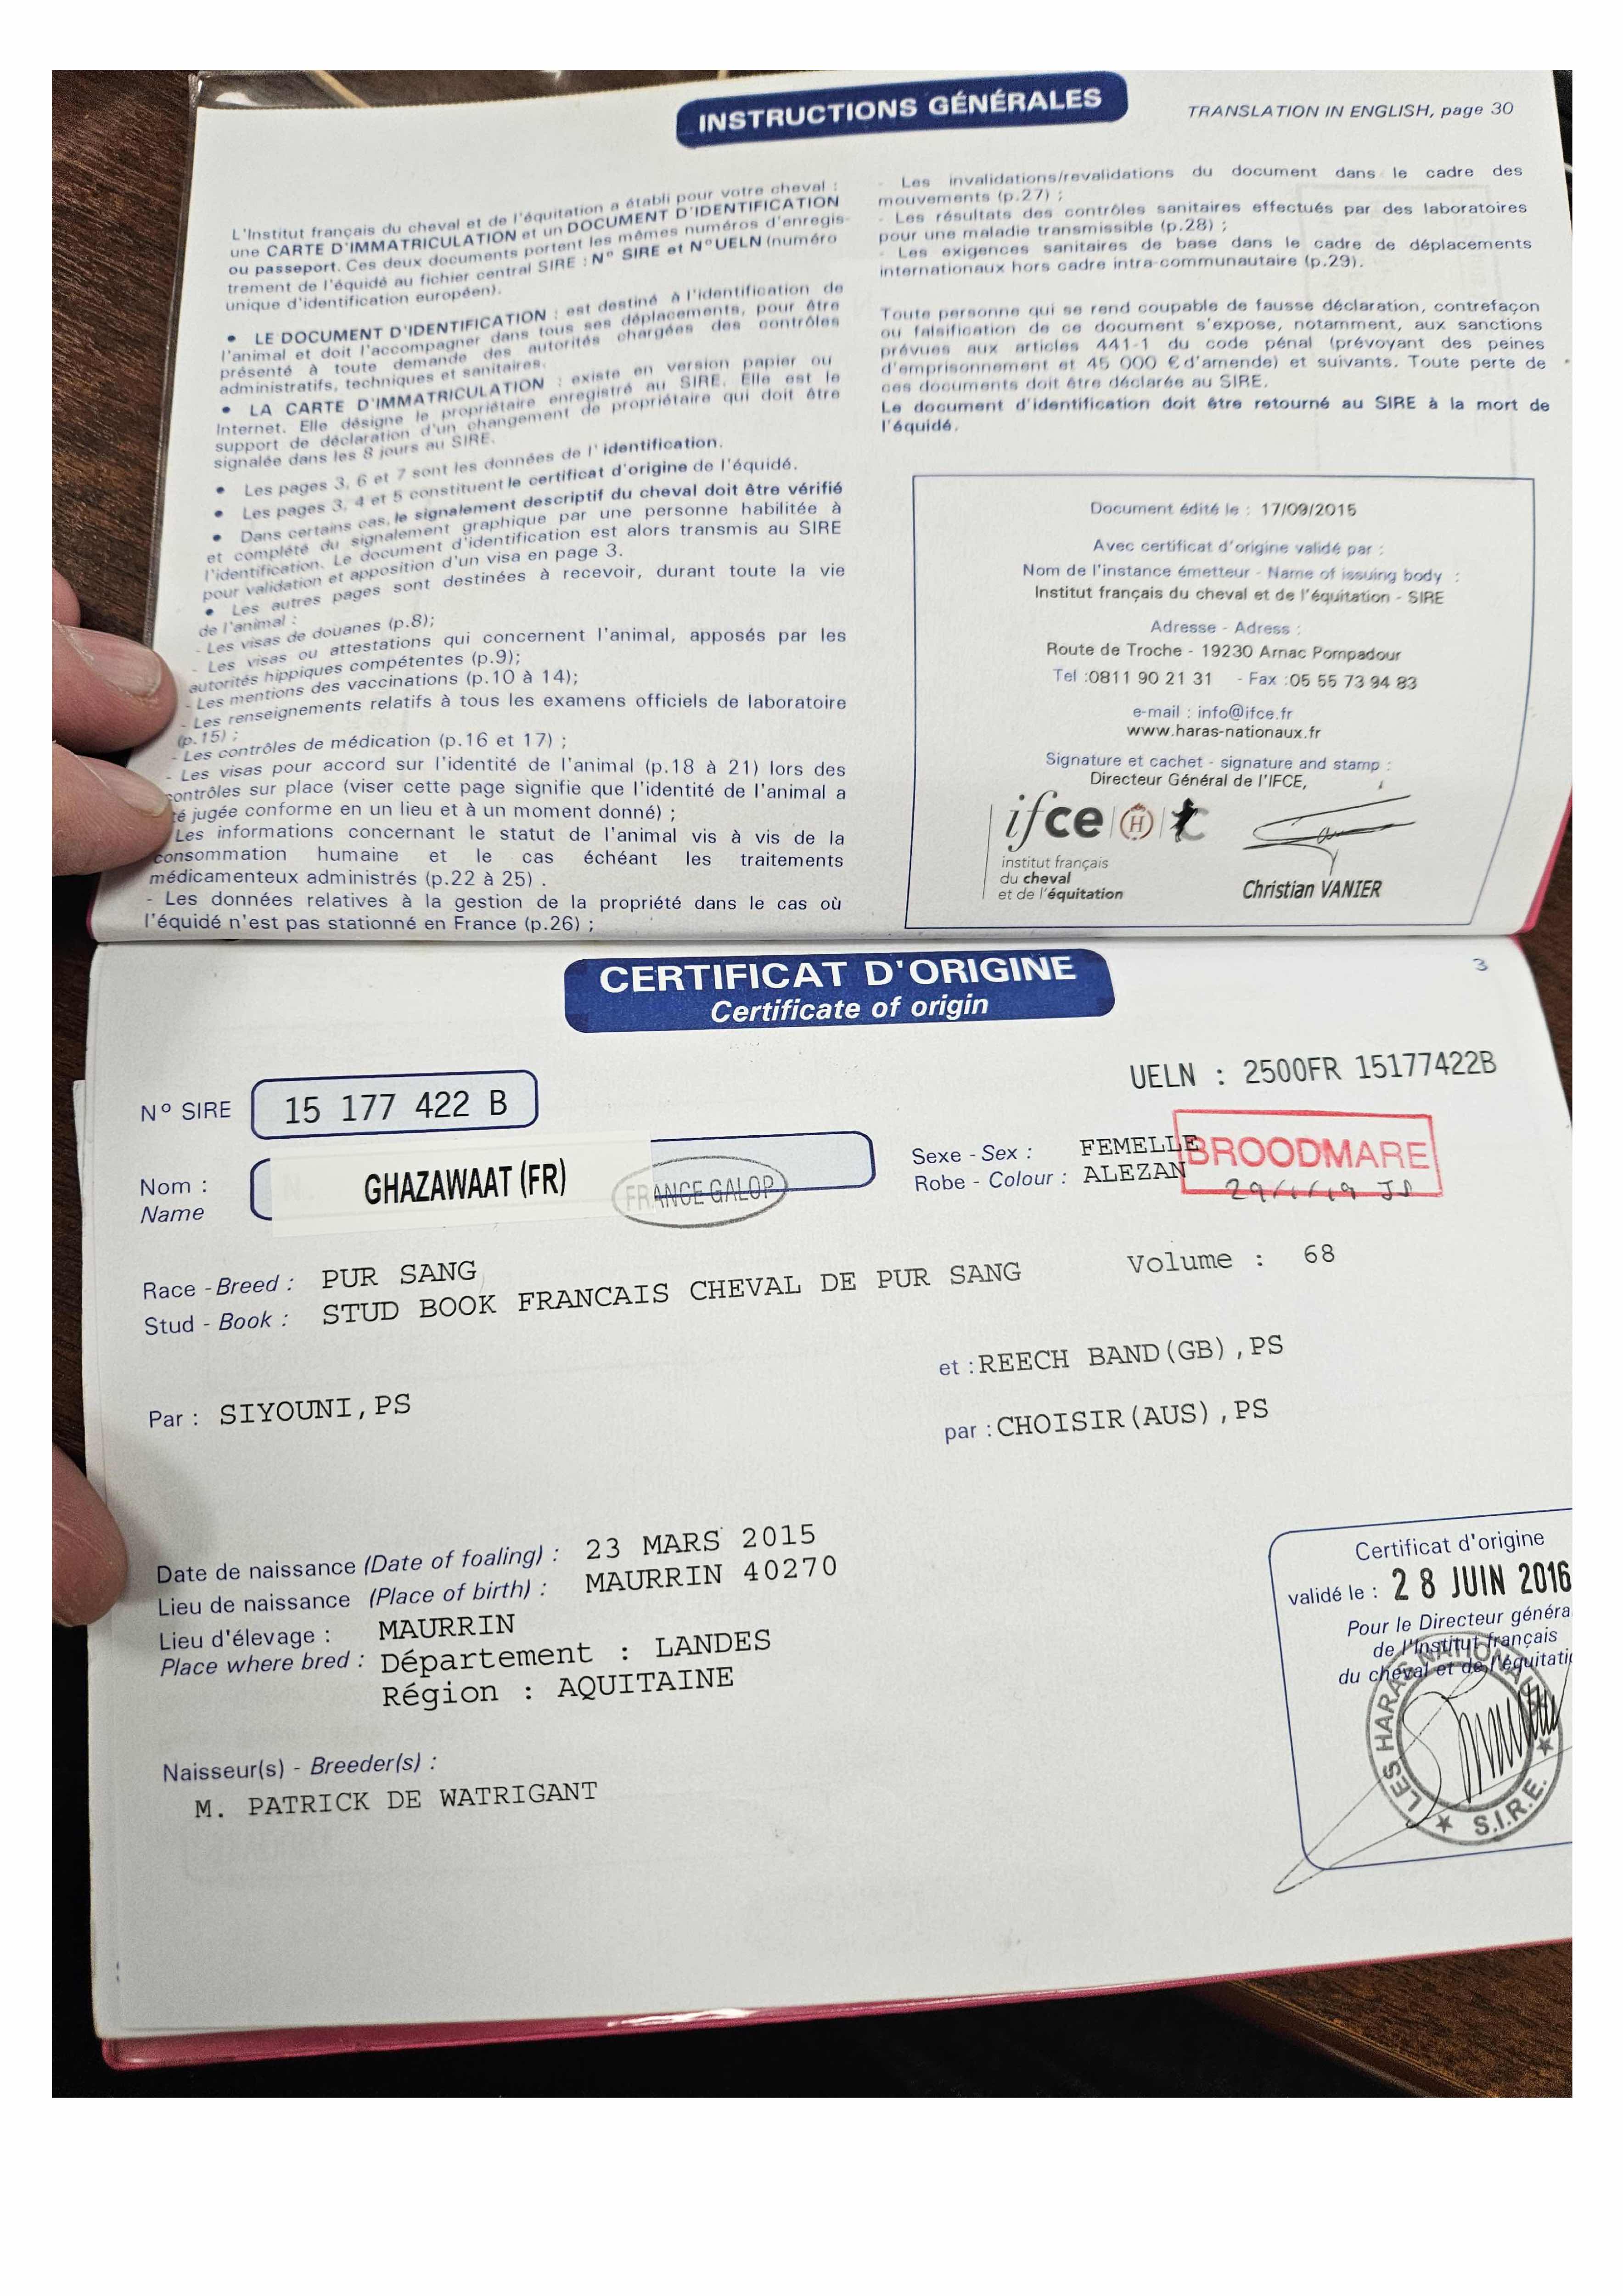 INSTRUCTIONS GÉNÉRALES
TRANSLATION IN ENGLISH, page 30
L'Institut français du cheval et de l'équitation a établi pour votre cheval :
une CARTE D'IMMATRICULATION et un DOCUMENT D'IDENTIFICATION
ou passeport. Ces deux documents portent les mêmes numéros d'enregis-
trement de l'équidé au fichier central SIRE : N° SIRE et N°UELN (numéro
unique d'identification européen).
• LE DOCUMENT D'IDENTIFICATION : est destiné à l'identification de
l'animal et doit l'accompagner dans tous ses déplacements, pour être
présenté à toute demande des autorités chargées des contrôles
administratifs, techniques et sanitaires.
• LA CARTE D'IMMATRICULATION : existe en version papier ou
Internet. Elle désigne le propriétaire enregistré au SIRE. Elle est le
support de déclaration d'un changement de propriétaire qui doit être
signalée dans les 8 jours au SIRE.
• Les pages 3, 6 et 7 sont les données de l' identification.
• Les pages 3, 4 et 5 constituent le certificat d'origine de l'équidé.
• Dans certains cas, le signalement descriptif du cheval doit être vérifié
et complété du signalement graphique par une personne habilitée à
l'identification. Le document d'identification est alors transmis au SIRE
pour validation et apposition d'un visa en page 3.
• Les autres pages sont destinées à recevoir, durant toute la vie
de l'animal :
- Les visas de douanes (p.8);
- Les visas ou attestations qui concernent l'animal, apposés par les
autorités hippiques compétentes (p.9);
- Les mentions des vaccinations (p.10 à 14);
- Les renseignements relatifs à tous les examens officiels de laboratoire
(p.15) ;
- Les contrôles de médication (p.16 et 17) ;
- Les visas pour accord sur l'identité de l'animal (p.18 à 21) lors des
contrôles sur place (viser cette page signifie que l'identité de l'animal a
té jugée conforme en un lieu et à un moment donné) ;
Les informations concernant le statut de l'animal vis à vis de la
consommation humaine et le cas échéant les traitements
médicamenteux administrés (p.22 à 25) .
- Les données relatives à la gestion de la propriété dans le cas où
l'équidé n'est pas stationné en France (p.26) ;
- Les invalidations/revalidations du document dans le cadre des
mouvements (p.27) ;
- Les résultats des contrôles sanitaires effectués par des laboratoires
pour une maladie transmissible (p.28) ;
- Les exigences sanitaires de base dans le cadre de déplacements
internationaux hors cadre intra-communautaire (p.29).
Toute personne qui se rend coupable de fausse déclaration, contrefaçon
ou falsification de ce document s'expose, notamment, aux sanctions
prévues aux articles 441-1 du code pénal (prévoyant des peines
d'emprisonnement et 45 000 € d'amende) et suivants. Toute perte de
ces documents doit être déclarée au SIRE.
Le document d'identification doit être retourné au SIRE à la mort de
l'équidé.
Document édité le : 17/09/2015
Avec certificat d'origine validé par :
Nom de l'instance émetteur - Name of issuing body :
Institut français du cheval et de l'équitation - SIRE
Adresse - Adress :
Route de Troche - 19230 Arnac Pompadour
Tel :0811 90 21 31 - Fax :05 55 73 94 83
e-mail : info@ifce.fr
www.haras-nationaux.fr
Signature et cachet - signature and stamp :
Directeur Général de l'IFCE,
ifce H
institut français
du cheval
et de l'équitation
Christian VANIER
3
CERTIFICAT D'ORIGINE
Certificate of origin
N° SIRE 15 177 422 B
UELN : 2500FR 15177422B
Nom : GHAZAWAAT (FR)
Name
FRANCE GALOP
Sexe - Sex : FEMELLE
Robe - Colour : ALEZAN
BROODMARE
29/1/19 JD
Race - Breed : PUR SANG
Stud - Book : STUD BOOK FRANCAIS CHEVAL DE PUR SANG Volume : 68
Par : SIYOUNI,PS
et : REECH BAND(GB),PS
par : CHOISIR(AUS),PS
Date de naissance (Date of foaling) : 23 MARS 2015
Lieu de naissance (Place of birth) : MAURRIN 40270
Lieu d'élevage : MAURRIN
Place where bred : Département : LANDES
Région : AQUITAINE
Naisseur(s) - Breeder(s) :
M. PATRICK DE WATRIGANT
Certificat d'origine
validé le : 28 JUIN 2016
Pour le Directeur généra
de l'Institut français
du cheval et de l'équitatio
LES HARAS NATIONAUX
S.I.R.E.